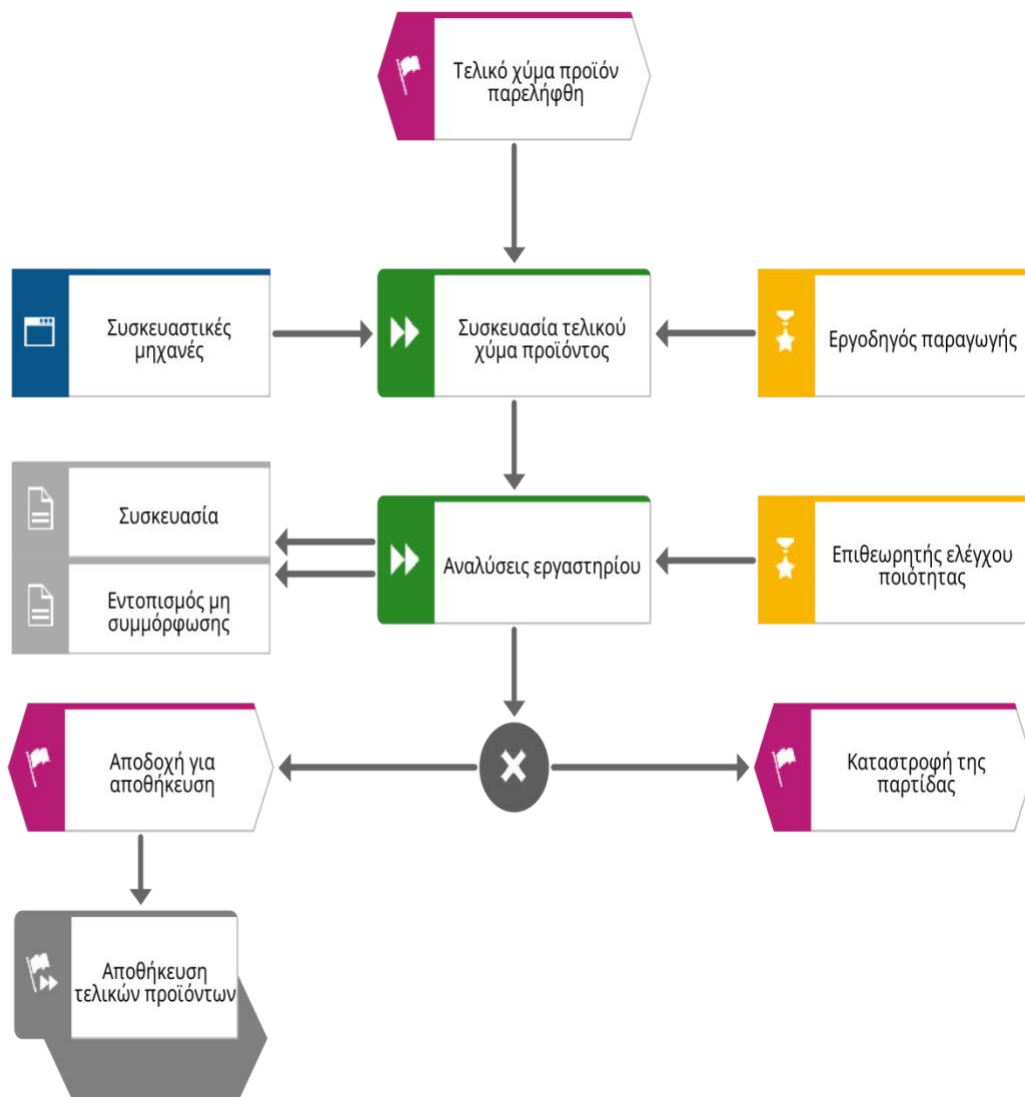 Τελικό χύμα προϊόν
παρελήφθη
Συσκευαστικές
μηχανές
Συσκευασία τελικού
χύμα προϊόντος
Εργοδηγός παραγωγής
Συσκευασία
Εντοπισμός μη
συμμόρφωσης
Αναλύσεις εργαστηρίου
Επιθεωρητής ελέγχου
ποιότητας
Αποδοχή για
αποθήκευση
Καταστροφή της
παρτίδας
Αποθήκευση
τελικών προϊόντων